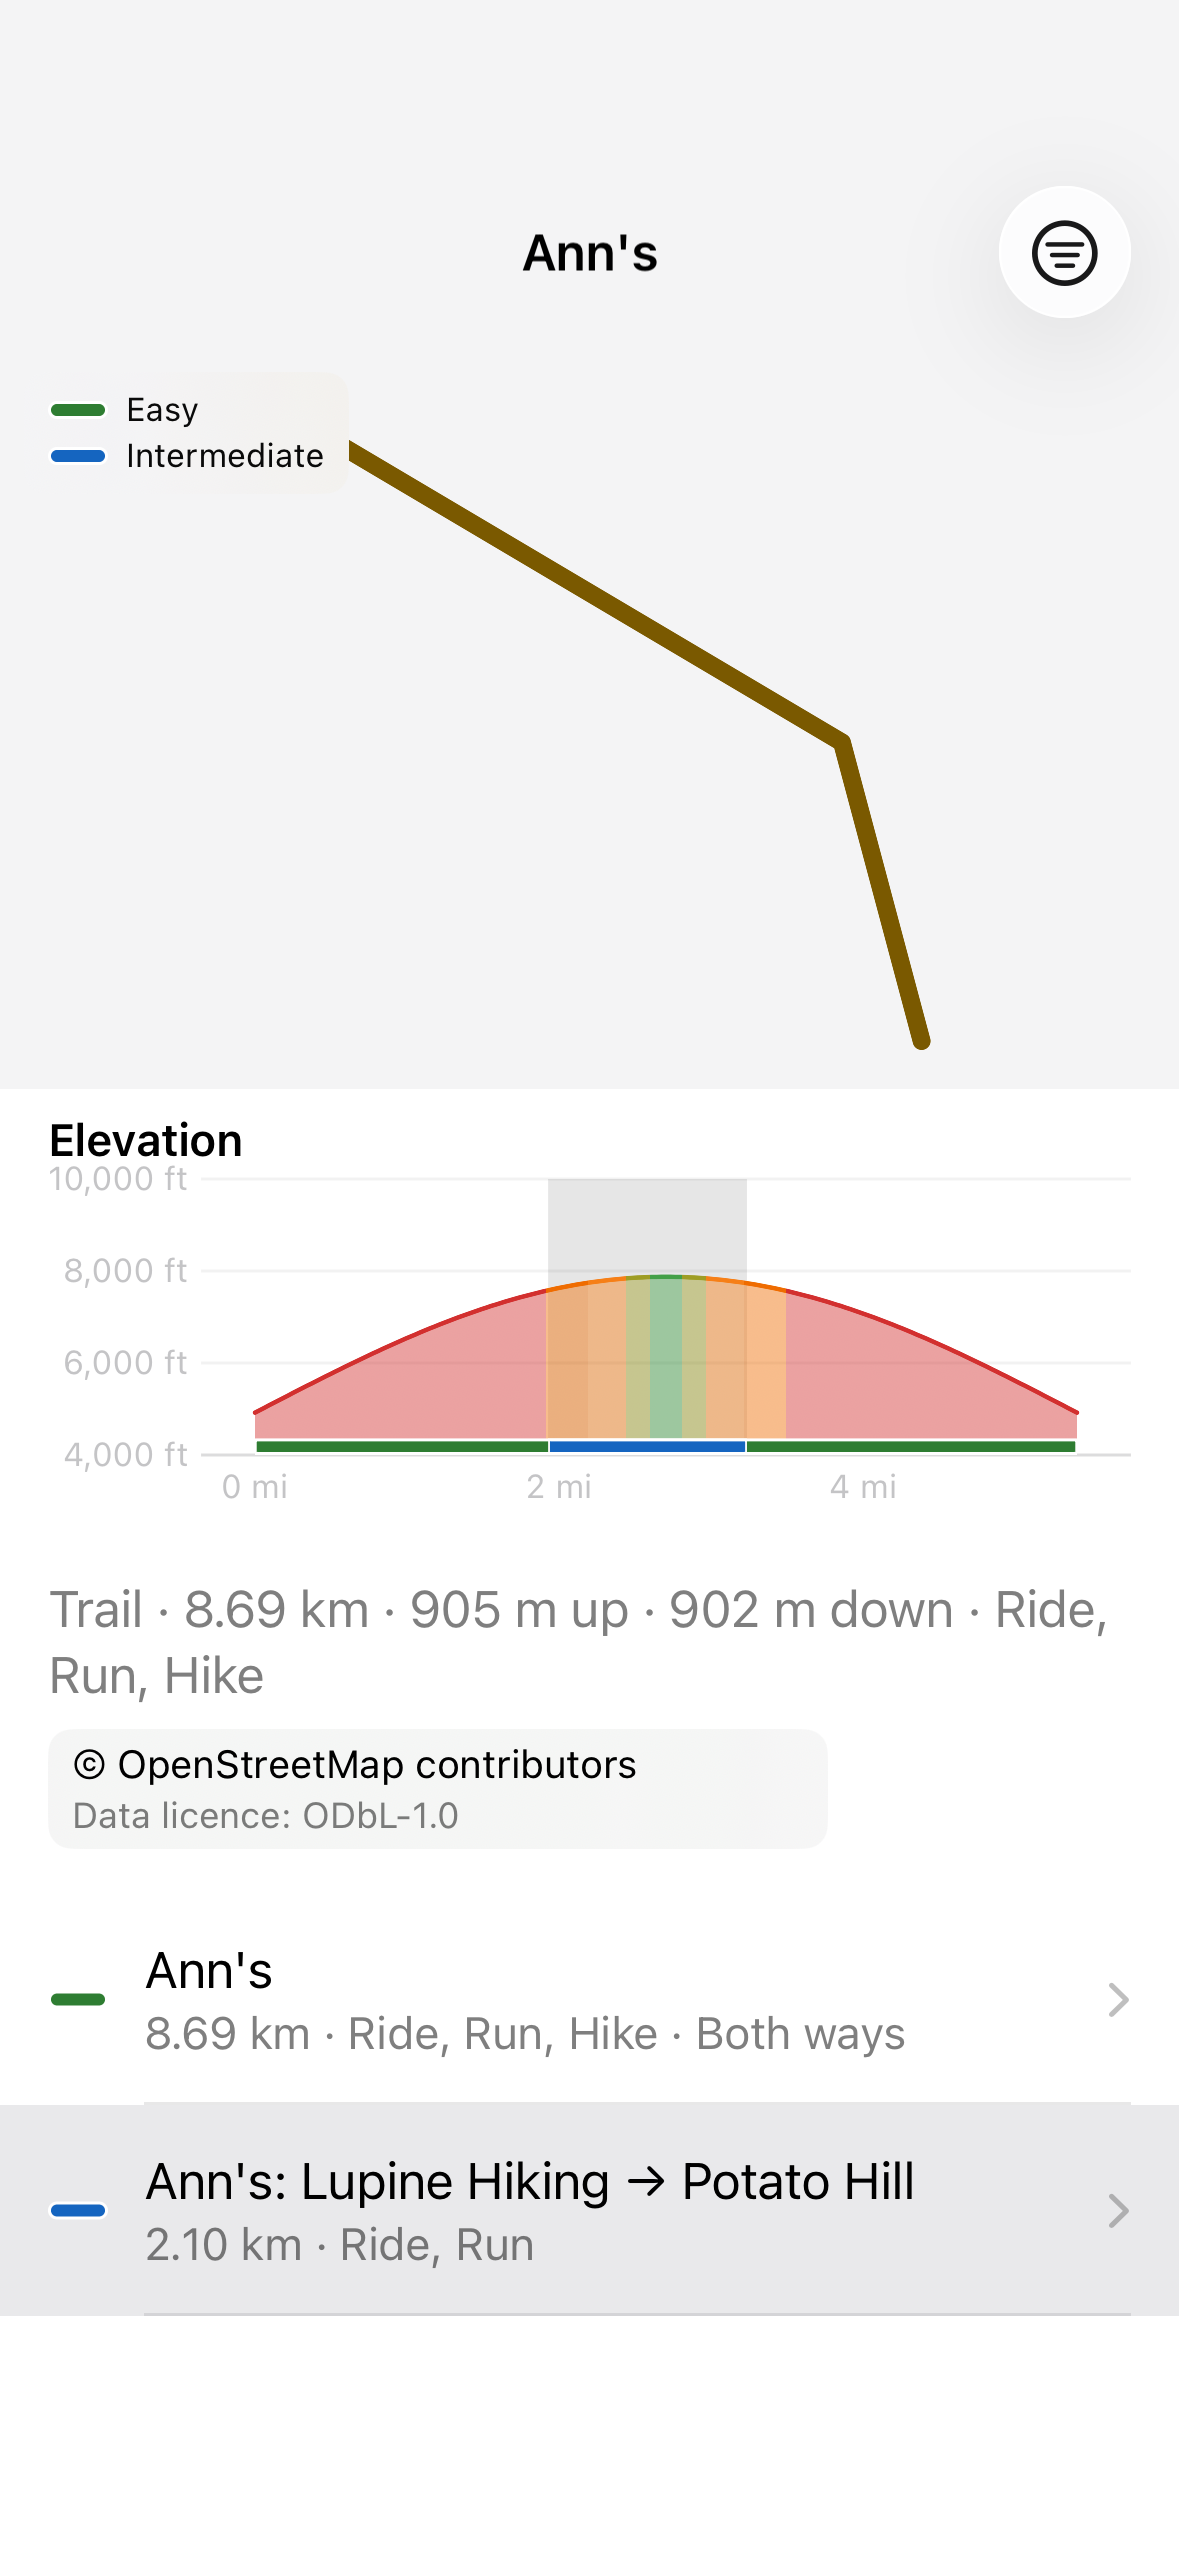 Ann's
Easy
Intermediate
Elevation
10,000 ft
8,000 ft
6,000 ft
4,000 ft
0 mi 2 mi 4 mi
Trail · 8.69 km · 905 m up · 902 m down · Ride,
Run, Hike
© OpenStreetMap contributors
Data licence: ODbL-1.0
Ann's
8.69 km · Ride, Run, Hike · Both ways
Ann's: Lupine Hiking → Potato Hill
2.10 km · Ride, Run